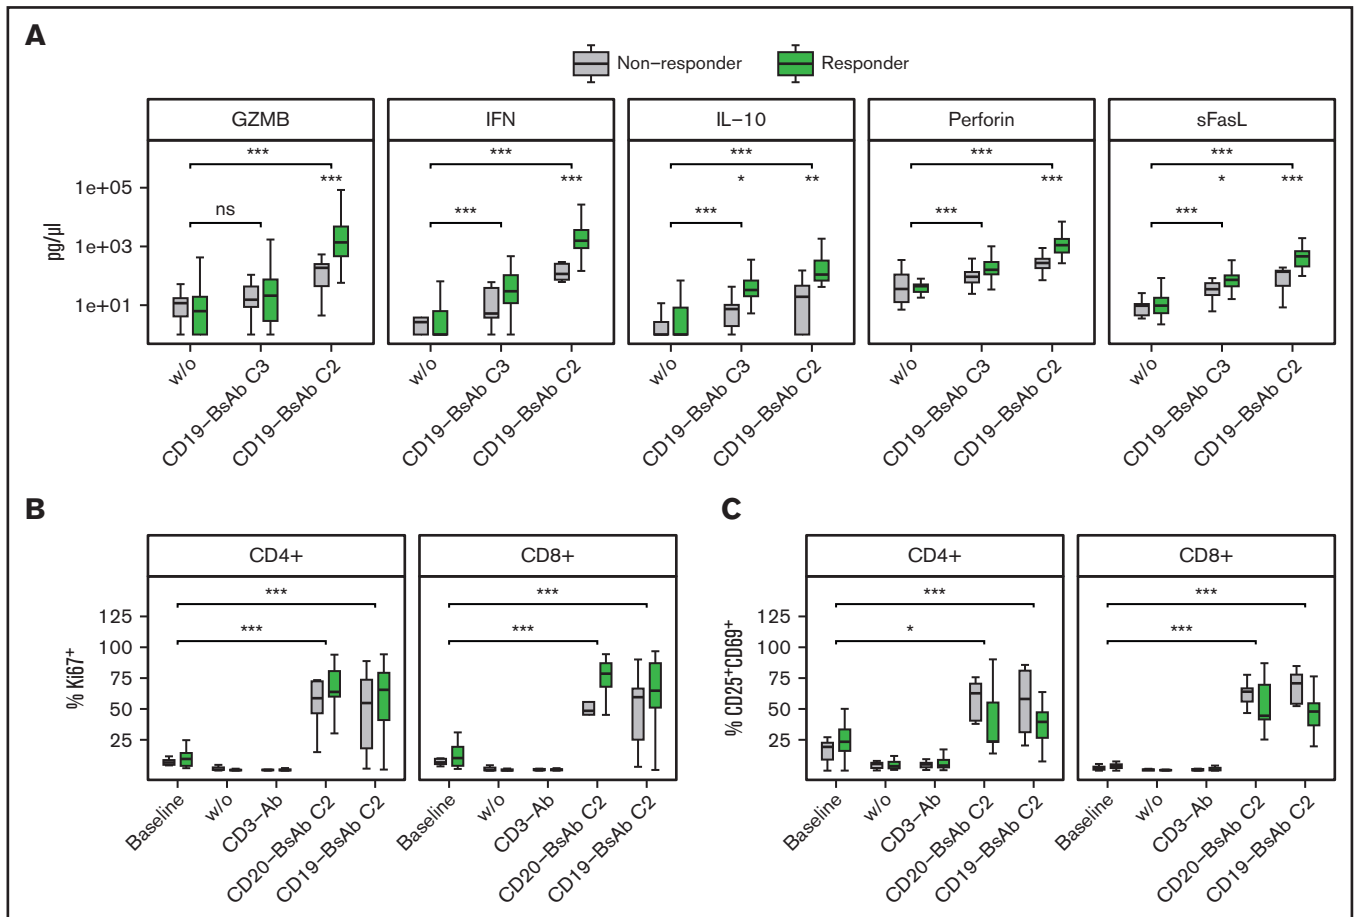 A
Non–responder Responder
GZMB IFN IL–10 Perforin sFasL
*** *** *** *** ***
*** *** * ** *** * ***
ns *** *** *** ***
pg/µl
1e+05
1e+03
1e+01
w/o CD19–BsAb C3 CD19–BsAb C2 w/o CD19–BsAb C3 CD19–BsAb C2 w/o CD19–BsAb C3 CD19–BsAb C2 w/o CD19–BsAb C3 CD19–BsAb C2 w/o CD19–BsAb C3 CD19–BsAb C2
B
CD4+ CD8+
*** ***
*** ***
% Ki67+
125
100
75
50
25
Baseline w/o CD3–Ab CD20–BsAb C2 CD19–BsAb C2 Baseline w/o CD3–Ab CD20–BsAb C2 CD19–BsAb C2
C
CD4+ CD8+
*** ***
* ***
% CD25+CD69+
125
100
75
50
25
Baseline w/o CD3–Ab CD20–BsAb C2 CD19–BsAb C2 Baseline w/o CD3–Ab CD20–BsAb C2 CD19–BsAb C2